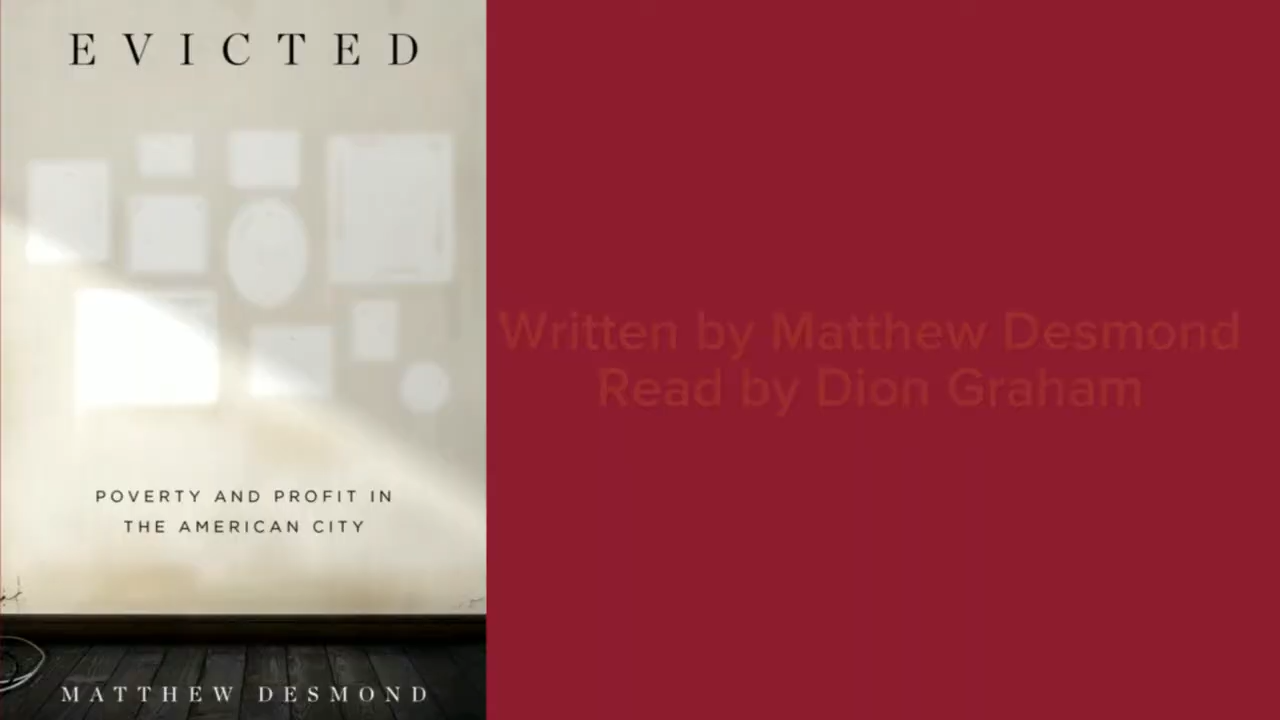 EVICTED
POVERTY AND PROFIT IN
THE AMERICAN CITY
MATTHEW DESMOND
Written by Matthew Desmond
Read by Dion Graham